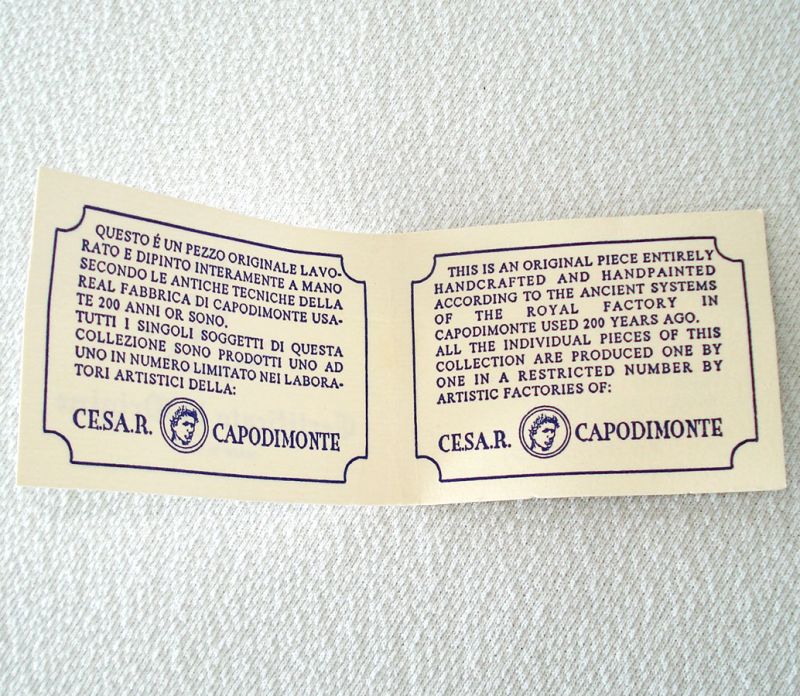 QUESTO É UN PEZZO ORIGINALE LAVO-
RATO E DIPINTO INTERAMENTE A MANO
SECONDO LE ANTICHE TECNICHE DELLA
REAL FABBRICA DI CAPODIMONTE USA-
TE 200 ANNI OR SONO.
TUTTI I SINGOLI SOGGETTI DI QUESTA
COLLEZIONE SONO PRODOTTI UNO AD
UNO IN NUMERO LIMITATO NEI LABORA-
TORI ARTISTICI DELLA:
CE.S.A.R. CAPODIMONTE
THIS IS AN ORIGINAL PIECE ENTIRELY
HANDCRAFTED AND HANDPAINTED
ACCORDING TO THE ANCIENT SYSTEMS
OF THE ROYAL FACTORY IN
CAPODIMONTE USED 200 YEARS AGO.
ALL THE INDIVIDUAL PIECES OF THIS
COLLECTION ARE PRODUCED ONE BY
ONE IN A RESTRICTED NUMBER BY
ARTISTIC FACTORIES OF:
CE.S.A.R. CAPODIMONTE